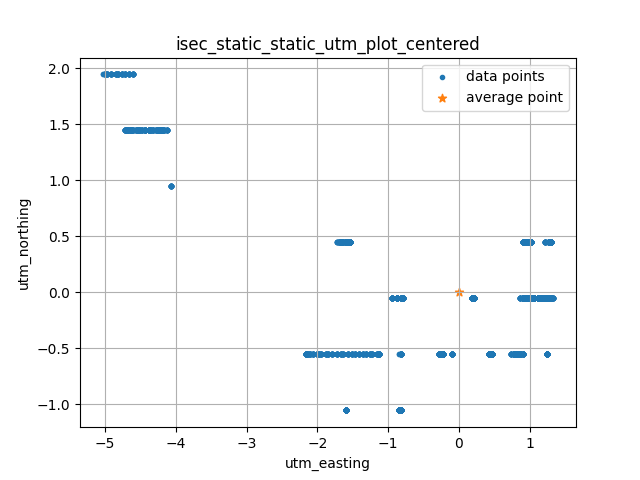 isec_static_static_utm_plot_centered
data points
average point
2.0
1.5
1.0
0.5
0.0
−0.5
−1.0
utm_northing
−5
−4
−3
−2
−1
0
1
utm_easting